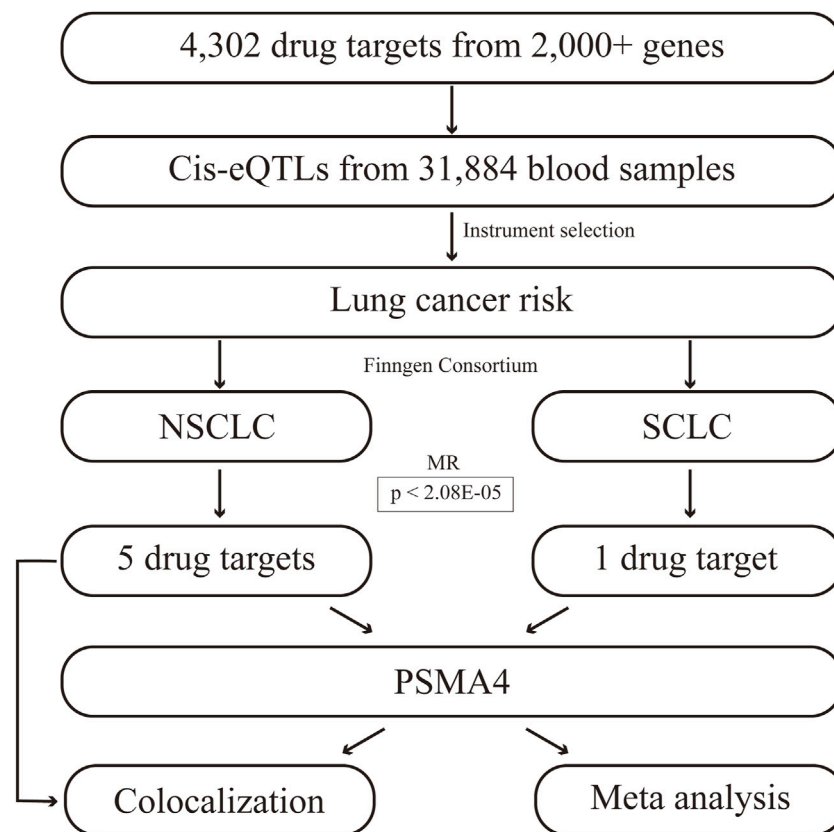 4,302 drug targets from 2,000+ genes
Cis-eQTLs from 31,884 blood samples
Instrument selection
Lung cancer risk
Finngen Consortium
NSCLC
SCLC
MR
p < 2.08E-05
5 drug targets
1 drug target
PSMA4
Colocalization
Meta analysis